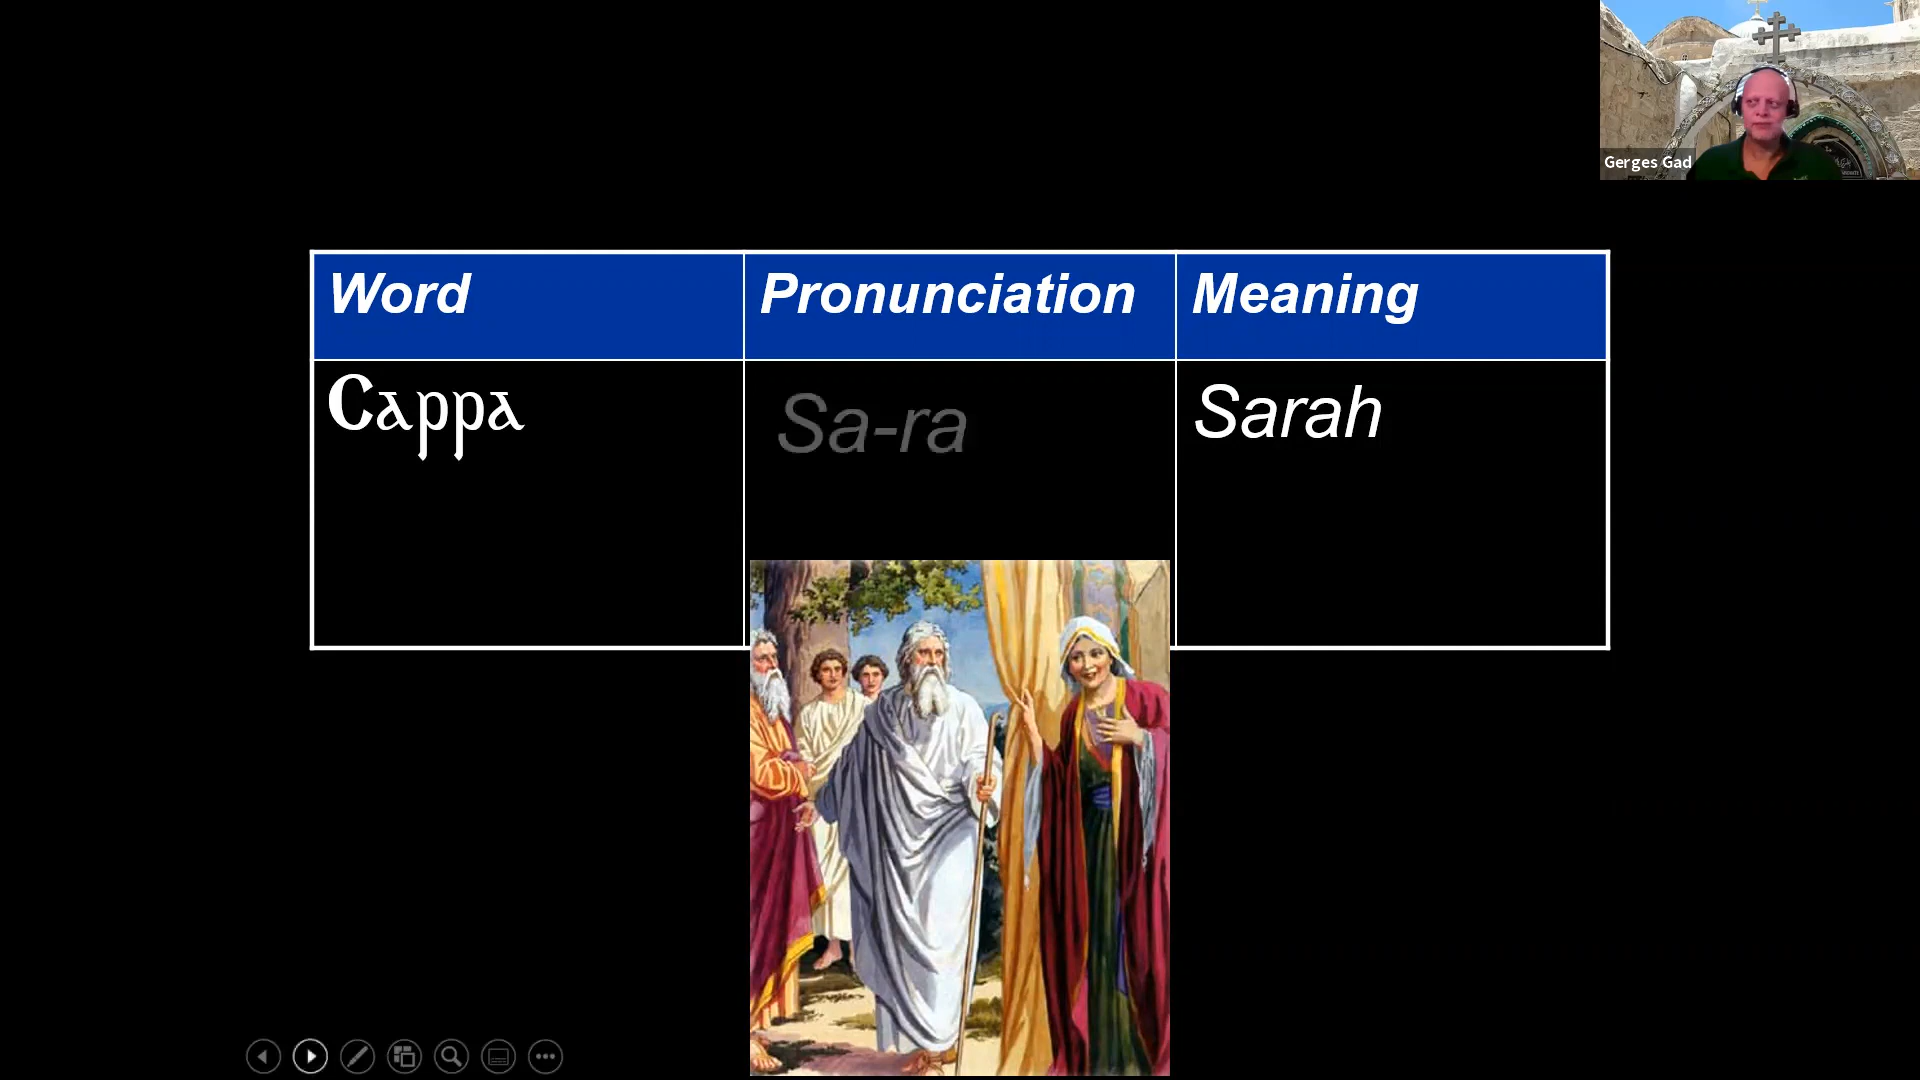 Gerges Gad
Word Pronunciation Meaning
Ⲥⲁⲣⲣⲁ Sa-ra Sarah